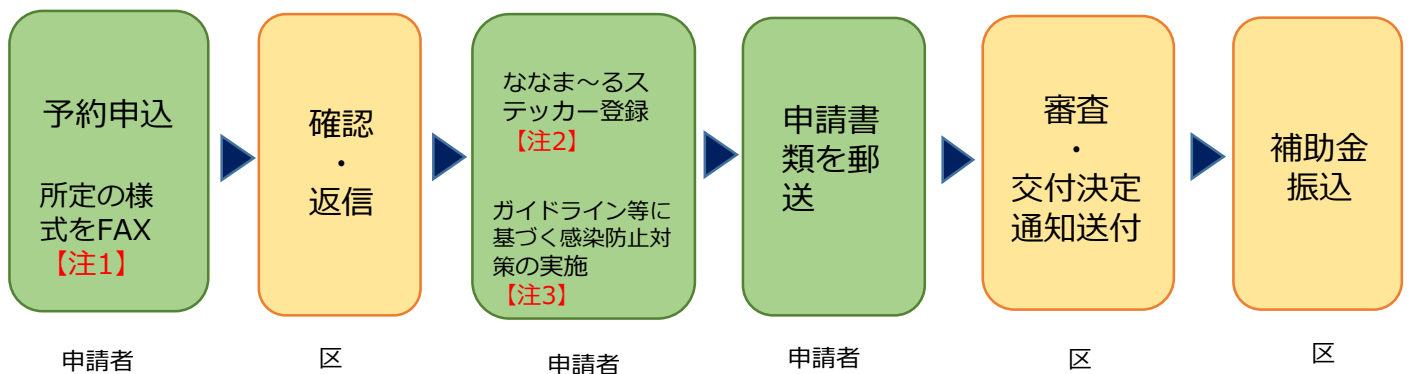 予約申込
所定の様
式をFAX
【注1】
確認
・
返信
ななま～るス
テッカー登録
【注2】
ガイドライン等に
基づく感染防止対
策の実施
【注3】
申請書
類を郵
送
審査
・
交付決定
通知送付
補助金
振込
申請者
区
申請者
申請者
区
区